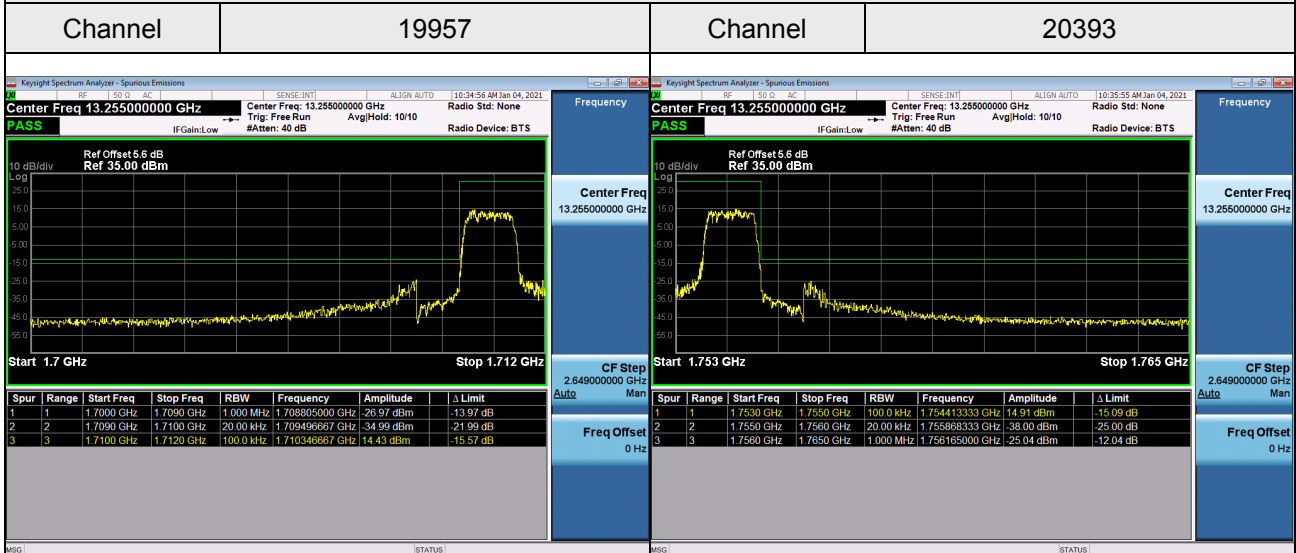 Channel 19957 Channel 20393
Keysight Spectrum Analyzer - Spurious Emissions
RF 50 Ω AC SENSE:INT ALIGN AUTO 10:34:56 AM Jan 04, 2021
Center Freq 13.255000000 GHz
Center Freq: 13.255000000 GHz Radio Std: None
Trig: Free Run Avg|Hold: 10/10
PASS
IFGain:Low #Atten: 40 dB Radio Device: BTS
Frequency
Ref Offset 5.6 dB
10 dB/div Ref 35.00 dBm
Log
25.0
15.0
5.00
-5.00
-15.0
-25.0
-35.0
-45.0
-55.0
Start 1.7 GHz Stop 1.712 GHz
Center Freq
13.255000000 GHz
CF Step
2.649000000 GHz
Auto Man
Freq Offset
0 Hz
Spur Range Start Freq Stop Freq RBW Frequency Amplitude Δ Limit
1 1 1.7000 GHz 1.7090 GHz 1.000 MHz 1.708805000 GHz -26.97 dBm -13.97 dB
2 2 1.7090 GHz 1.7100 GHz 20.00 kHz 1.709496667 GHz -34.99 dBm -21.99 dB
3 3 1.7100 GHz 1.7120 GHz 100.0 kHz 1.710346667 GHz 14.43 dBm -15.57 dB
MSG STATUS
Keysight Spectrum Analyzer - Spurious Emissions
RF 50 Ω AC SENSE:INT ALIGN AUTO 10:35:55 AM Jan 04, 2021
Center Freq 13.255000000 GHz
Center Freq: 13.255000000 GHz Radio Std: None
Trig: Free Run Avg|Hold: 10/10
PASS
IFGain:Low #Atten: 40 dB Radio Device: BTS
Frequency
Ref Offset 5.6 dB
10 dB/div Ref 35.00 dBm
Log
25.0
15.0
5.00
-5.00
-15.0
-25.0
-35.0
-45.0
-55.0
Start 1.753 GHz Stop 1.765 GHz
Center Freq
13.255000000 GHz
CF Step
2.649000000 GHz
Auto Man
Freq Offset
0 Hz
Spur Range Start Freq Stop Freq RBW Frequency Amplitude Δ Limit
1 1 1.7530 GHz 1.7550 GHz 100.0 kHz 1.754413333 GHz 14.91 dBm -15.09 dB
2 2 1.7550 GHz 1.7560 GHz 20.00 kHz 1.755868333 GHz -38.00 dBm -25.00 dB
3 3 1.7560 GHz 1.7650 GHz 1.000 MHz 1.756165000 GHz -25.04 dBm -12.04 dB
MSG STATUS